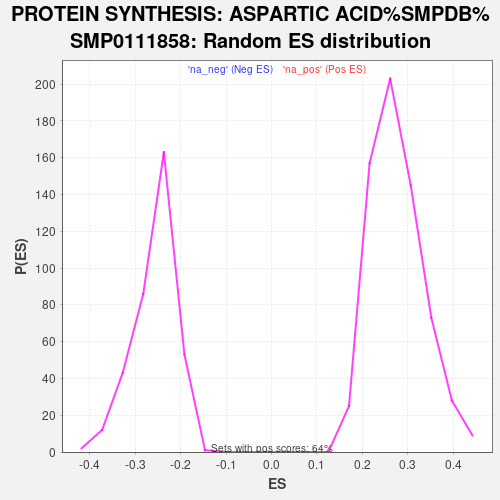 PROTEIN SYNTHESIS: ASPARTIC ACID%SMPDB%
SMP0111858: Random ES distribution
'na_neg' (Neg ES) 'na_pos' (Pos ES)
P(ES)
200
180
160
140
120
100
80
60
40
20
0
Sets with pos scores: 64%
-0.4 -0.3 -0.2 -0.1 0.0 0.1 0.2 0.3 0.4
ES